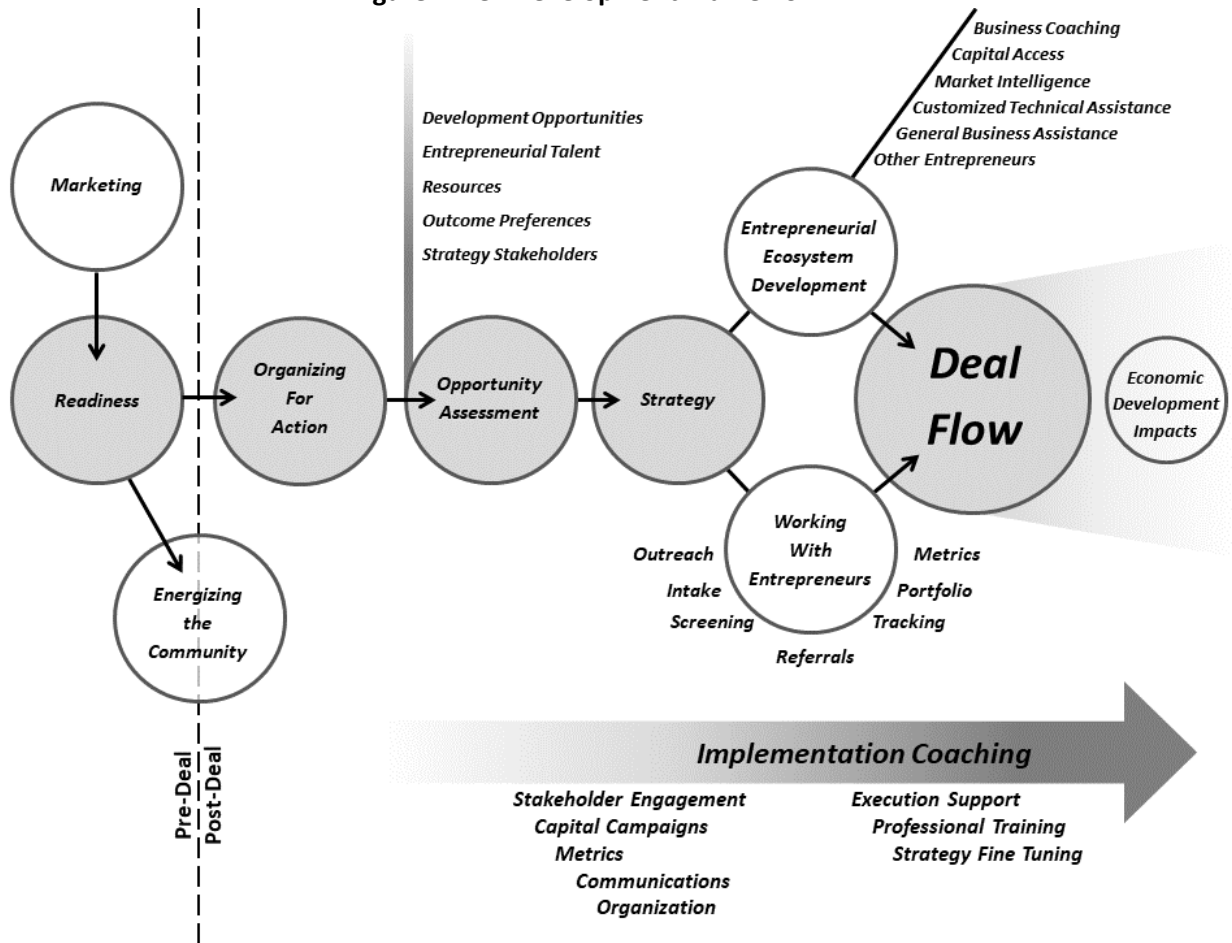 Business Coaching
Capital Access
Market Intelligence
Customized Technical Assistance
General Business Assistance
Other Entrepreneurs
Development Opportunities
Entrepreneurial Talent
Resources
Outcome Preferences
Strategy Stakeholders
Marketing
Entrepreneurial
Ecosystem
Development
Readiness
Organizing
For
Action
Opportunity
Assessment
Strategy
Deal
Flow
Economic
Development
Impacts
Energizing
the
Community
Working
With
Entrepreneurs
Outreach
Intake
Screening
Referrals
Metrics
Portfolio
Tracking
Pre-Deal
Post-Deal
Implementation Coaching
Stakeholder Engagement
Capital Campaigns
Metrics
Communications
Organization
Execution Support
Professional Training
Strategy Fine Tuning